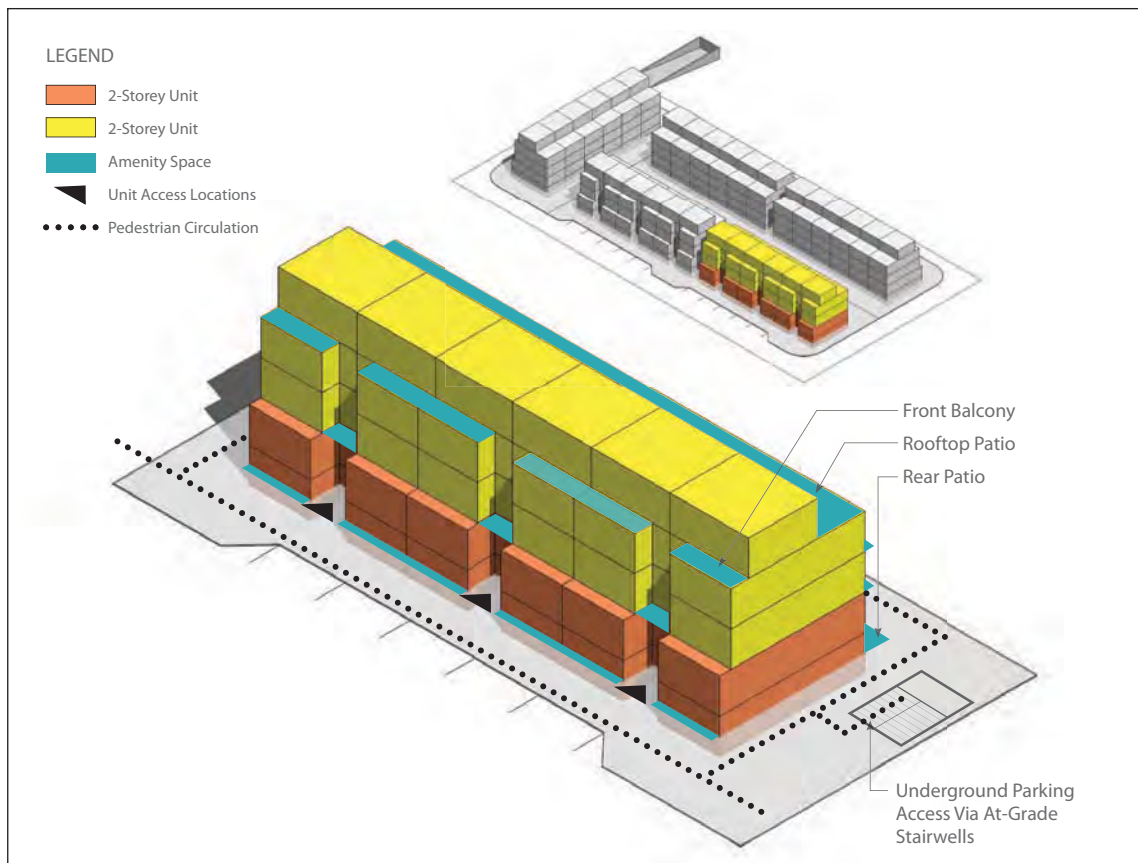 LEGEND
2-Storey Unit
2-Storey Unit
Amenity Space
Unit Access Locations
Pedestrian Circulation
Front Balcony
Rooftop Patio
Rear Patio
Underground Parking
Access Via At-Grade
Stairwells